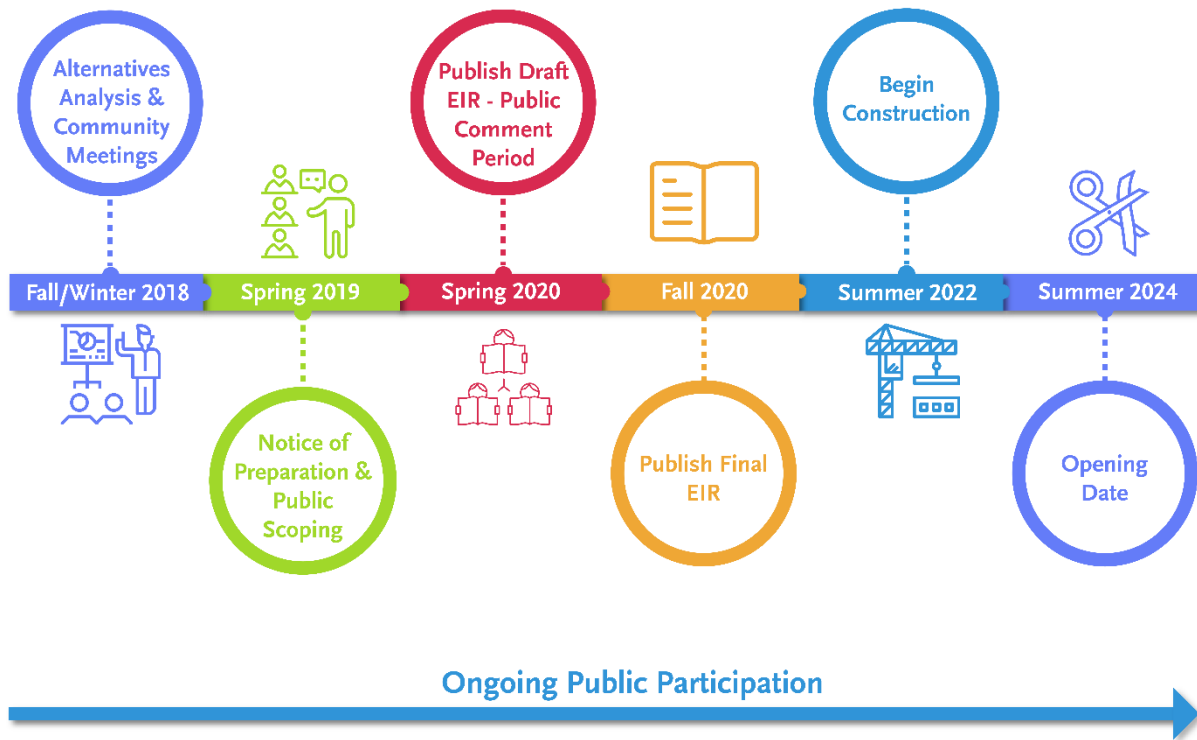 Alternatives
Analysis &
Community
Meetings
Publish Draft
EIR - Public
Comment
Period
Begin
Construction
Fall/Winter 2018
Spring 2019
Spring 2020
Fall 2020
Summer 2022
Summer 2024
Notice of
Preparation &
Public
Scoping
Publish Final
EIR
Opening
Date
Ongoing Public Participation